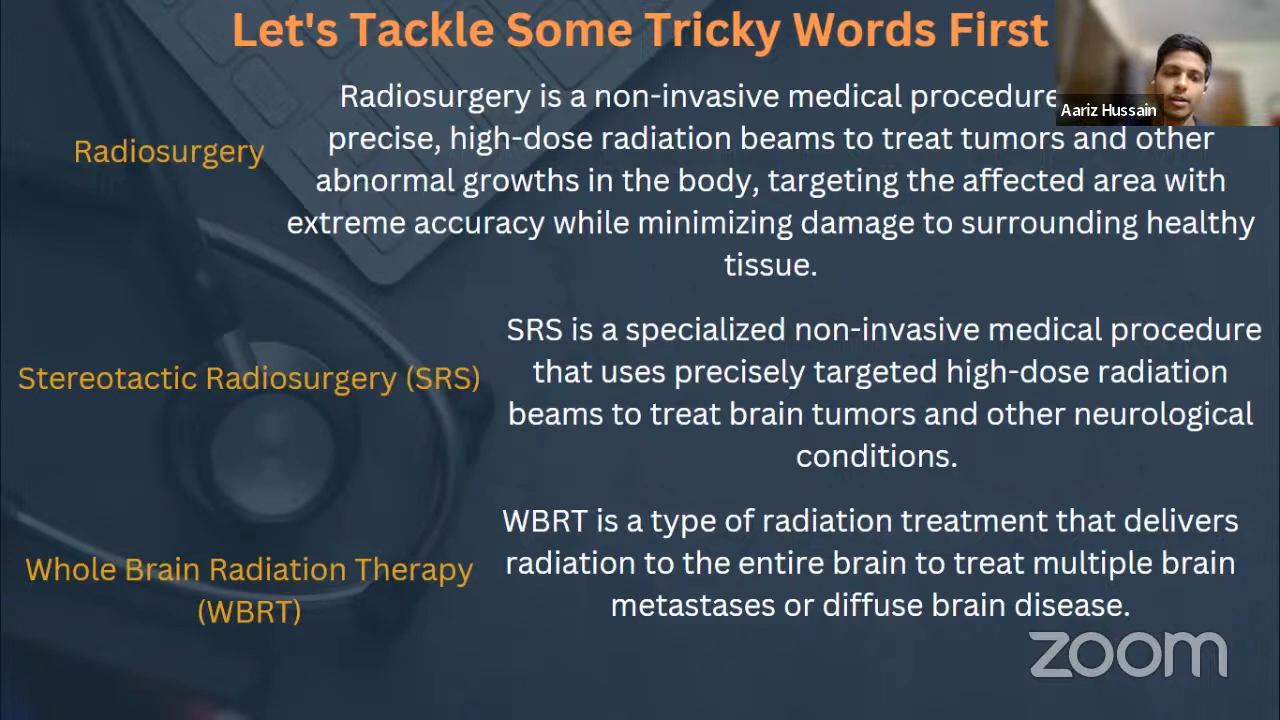 Let's Tackle Some Tricky Words First
Aariz Hussain
Radiosurgery
Radiosurgery is a non-invasive medical procedure
precise, high-dose radiation beams to treat tumors and other
abnormal growths in the body, targeting the affected area with
extreme accuracy while minimizing damage to surrounding healthy
tissue.
Stereotactic Radiosurgery (SRS)
SRS is a specialized non-invasive medical procedure
that uses precisely targeted high-dose radiation
beams to treat brain tumors and other neurological
conditions.
Whole Brain Radiation Therapy
(WBRT)
WBRT is a type of radiation treatment that delivers
radiation to the entire brain to treat multiple brain
metastases or diffuse brain disease.
zoom